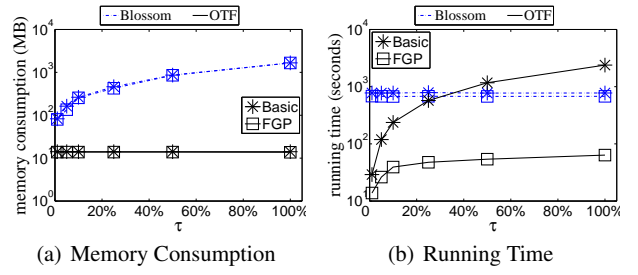 Blossom OTF
memory consumption (MB)
10^4
10^3
10^2
10^1
10^0
Basic
FGP
0 20% 40% 60% 80% 100%
τ
(a) Memory Consumption
Blossom OTF
running time (seconds)
10^4
10^3
10^2
10^1
10
Basic
FGP
0 20% 40% 60% 80% 100%
τ
(b) Running Time